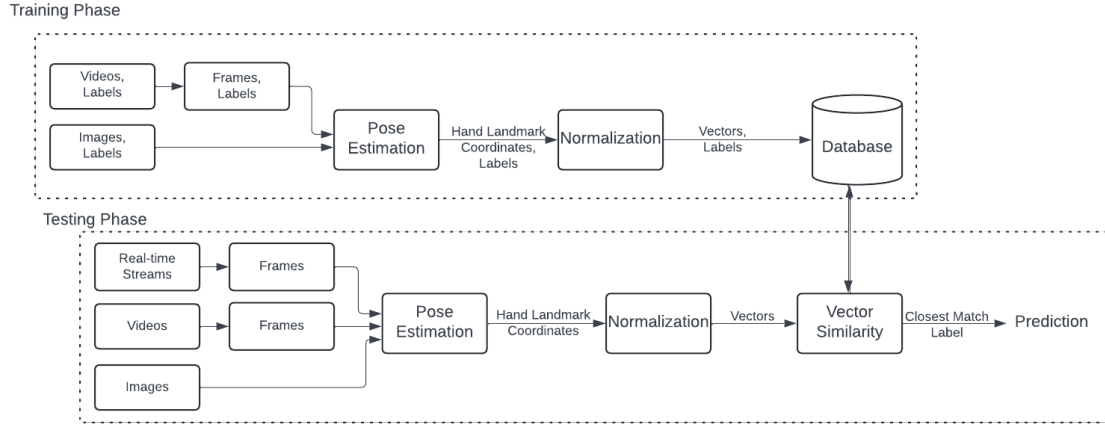 Training Phase
Videos,
Labels
Frames,
Labels
Images,
Labels
Pose
Estimation
Hand Landmark
Coordinates,
Labels
Normalization
Vectors,
Labels
Database
Testing Phase
Real-time
Streams
Frames
Videos
Frames
Images
Pose
Estimation
Hand Landmark
Coordinates
Normalization
Vectors
Vector
Similarity
Closest Match
Label
Prediction